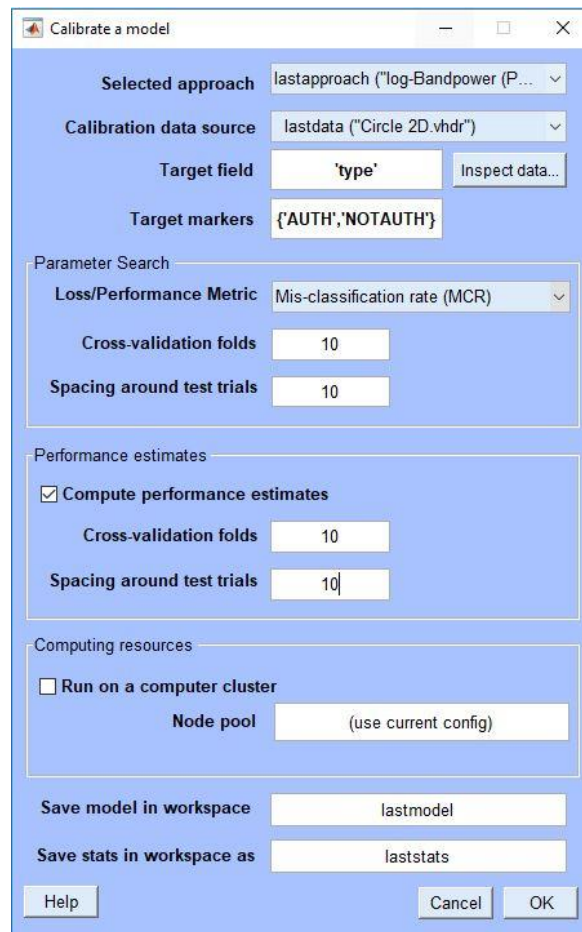 Calibrate a model
Selected approach lastapproach ("log-Bandpower (P...
Calibration data source lastdata ("Circle 2D.vhdr")
Target field 'type' Inspect data...
Target markers {'AUTH','NOTAUTH'}
Parameter Search
Loss/Performance Metric Mis-classification rate (MCR)
Cross-validation folds 10
Spacing around test trials 10
Performance estimates
Compute performance estimates
Cross-validation folds 10
Spacing around test trials 10
Computing resources
Run on a computer cluster
Node pool (use current config)
Save model in workspace lastmodel
Save stats in workspace as laststats
Help Cancel OK